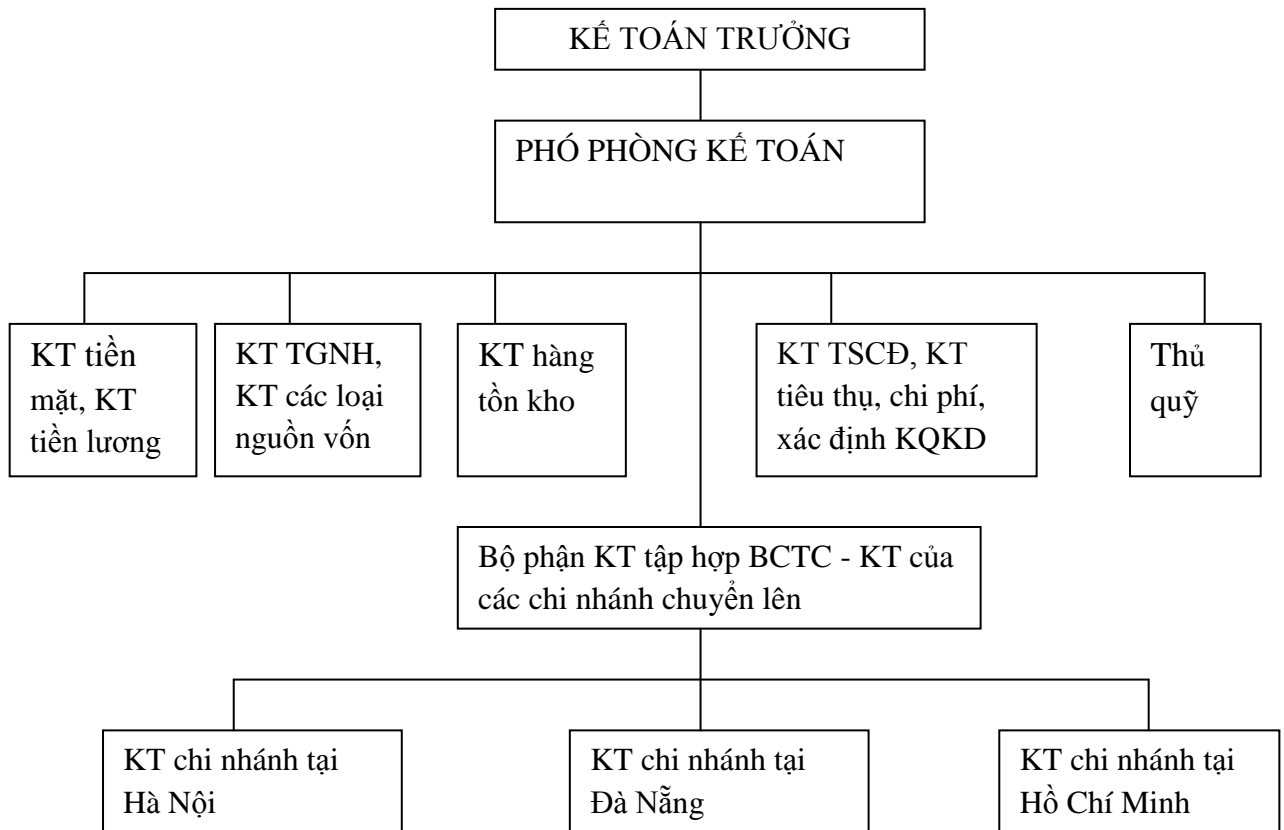 KẾ TOÁN TRƯỞNG
PHÓ PHÒNG KẾ TOÁN
KT tiền
mặt, KT
tiền lương
KT TGNH,
KT các loại
nguồn vốn
KT hàng
tồn kho
KT TSCĐ, KT
tiêu thụ, chi phí,
xác định KQKD
Thủ
quỹ
Bộ phận KT tập hợp BCTC - KT của
các chi nhánh chuyển lên
KT chi nhánh tại
Hà Nội
KT chi nhánh tại
Đà Nẵng
KT chi nhánh tại
Hồ Chí Minh